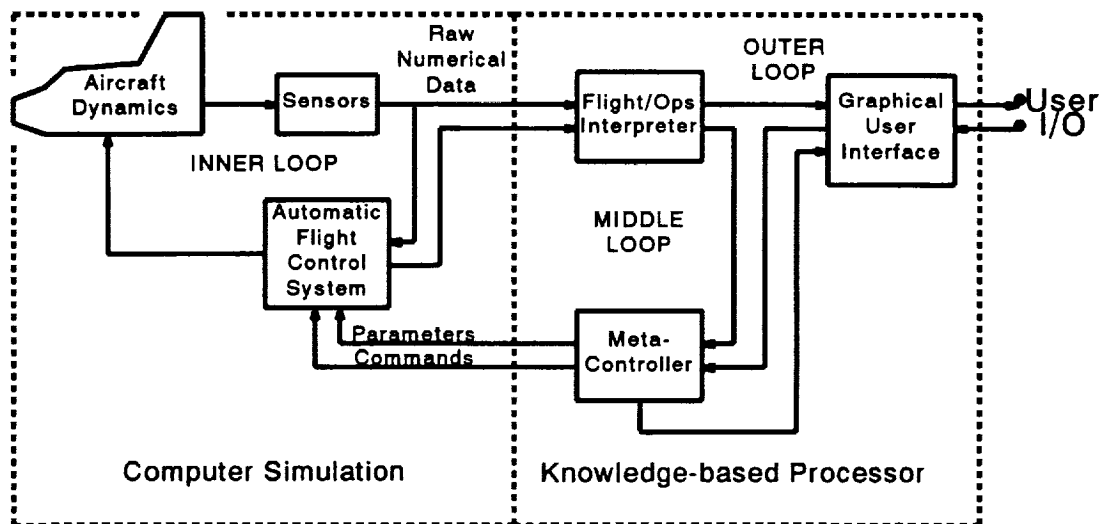 Raw
Numerical
Data
OUTER
LOOP
Aircraft
Dynamics
Sensors
Flight/Ops
Interpreter
Graphical
User
Interface
User
I/O
INNER LOOP
Automatic
Flight
Control
System
MIDDLE
LOOP
Parameters
Commands
Meta-
Controller
Computer Simulation
Knowledge-based Processor